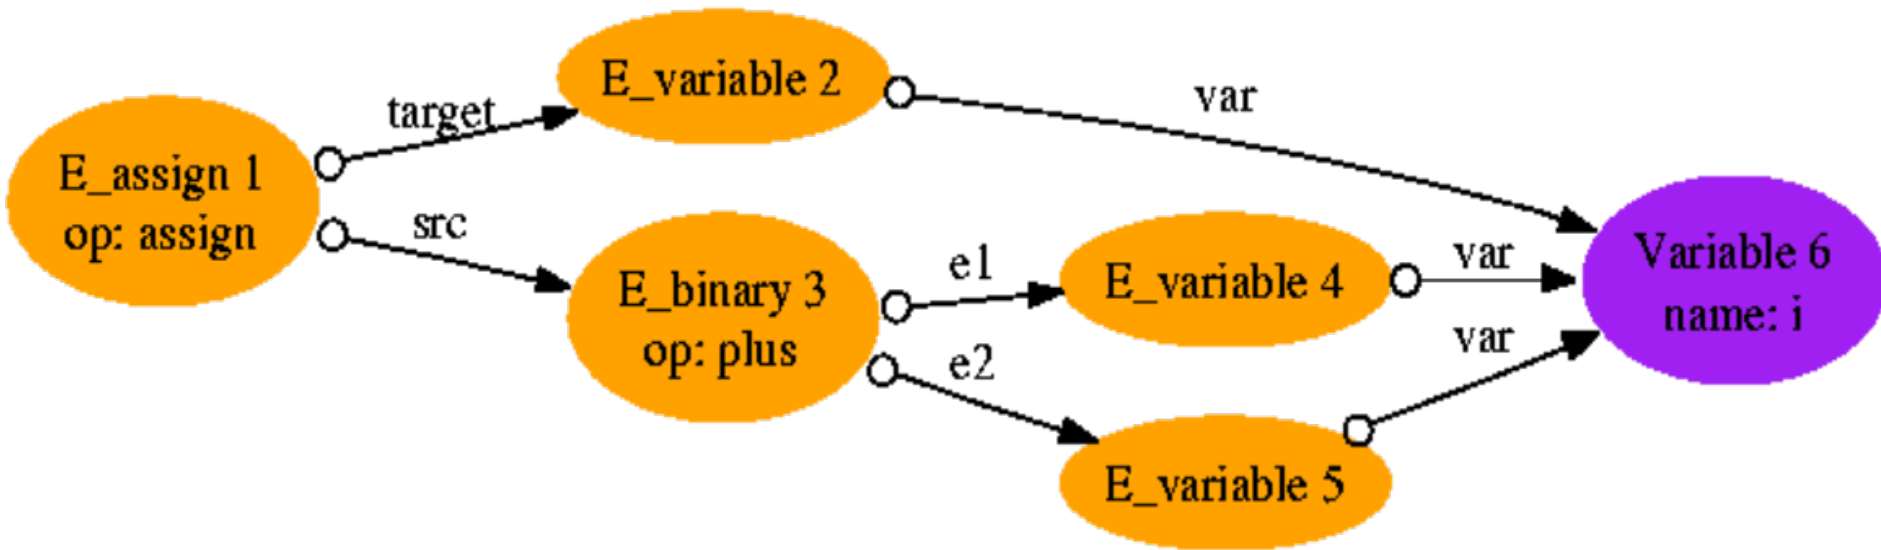 E_variable 2
var
target
E_assign 1
op: assign
src
E_binary 3
op: plus
e1
E_variable 4
var
Variable 6
name: i
e2
var
E_variable 5